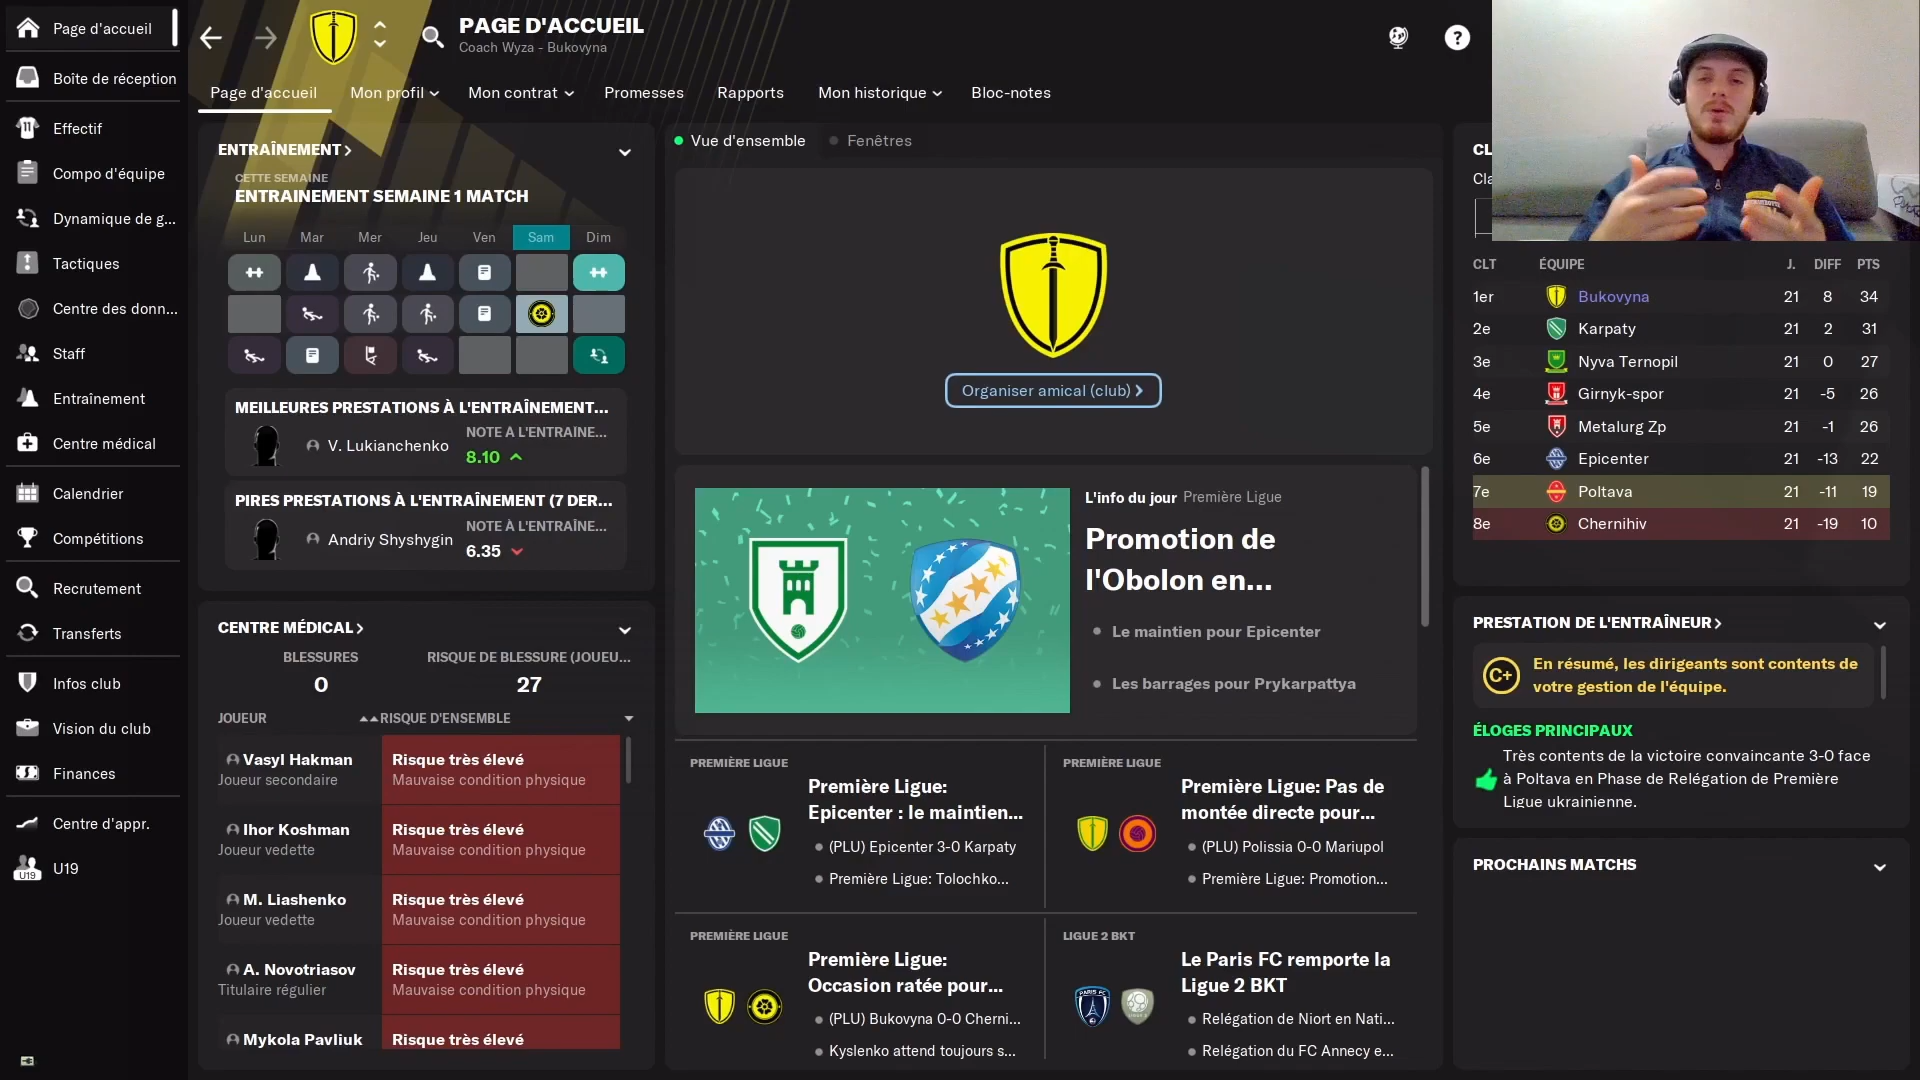 Page d'accueil
Boîte de réception
Effectif
Compo d'équipe
Dynamique de g...
Tactiques
Centre des donn...
Staff
Entraînement
Centre médical
Calendrier
Compétitions
Recrutement
Transferts
Infos club
Vision du club
Finances
Centre d'appr.
U19
U19
PAGE D'ACCUEIL
Coach Wyza - Bukovyna
Page d'accueil
Mon profil
Mon contrat
Promesses
Rapports
Mon historique
Bloc-notes
ENTRAÎNEMENT
CETTE SEMAINE
ENTRAINEMENT SEMAINE 1 MATCH
Lun Mar Mer Jeu Ven Sam Dim
MEILLEURES PRESTATIONS À L'ENTRAÎNEMENT...
V. Lukianchenko
NOTE À L'ENTRAINE...
8.10
PIRES PRESTATIONS À L'ENTRAÎNEMENT (7 DER...
Andriy Shyshygin
NOTE À L'ENTRAÎNE...
6.35
CENTRE MÉDICAL
BLESSURES
0
RISQUE DE BLESSURE (JOUEU...
27
JOUEUR
RISQUE D'ENSEMBLE
Vasyl Hakman
Joueur secondaire
Risque très élevé
Mauvaise condition physique
Ihor Koshman
Joueur vedette
Risque très élevé
Mauvaise condition physique
M. Liashenko
Joueur vedette
Risque très élevé
Mauvaise condition physique
A. Novotriasov
Titulaire régulier
Risque très élevé
Mauvaise condition physique
Mykola Pavliuk
Risque très élevé
Vue d'ensemble
Fenêtres
Organiser amical (club)
L'info du jour Première Ligue
Promotion de
l'Obolon en...
Le maintien pour Epicenter
Les barrages pour Prykarpattya
PREMIÈRE LIGUE
Première Ligue:
Epicenter : le maintien...
(PLU) Epicenter 3-0 Karpaty
Première Ligue: Tolochko...
PREMIÈRE LIGUE
Première Ligue: Pas de
montée directe pour...
(PLU) Polissia 0-0 Mariupol
Première Ligue: Promotion...
PREMIÈRE LIGUE
Première Ligue:
Occasion ratée pour...
(PLU) Bukovyna 0-0 Cherni...
Kyslenko attend toujours s...
LIGUE 2 BKT
Le Paris FC remporte la
Ligue 2 BKT
Relégation de Niort en Nati...
Relégation du FC Annecy e...
CL
Cla
CLT ÉQUIPE J. DIFF PTS
1er Bukovyna 21 8 34
2e Karpaty 21 2 31
3e Nyva Ternopil 21 0 27
4e Girnyk-spor 21 -5 26
5e Metalurg Zp 21 -1 26
6e Epicenter 21 -13 22
7e Poltava 21 -11 19
8e Chernihiv 21 -19 10
PRESTATION DE L'ENTRAÎNEUR
C+
En résumé, les dirigeants sont contents de
votre gestion de l'équipe.
ÉLOGES PRINCIPAUX
Très contents de la victoire convaincante 3-0 face
à Poltava en Phase de Relégation de Première
Ligue ukrainienne.
PROCHAINS MATCHS